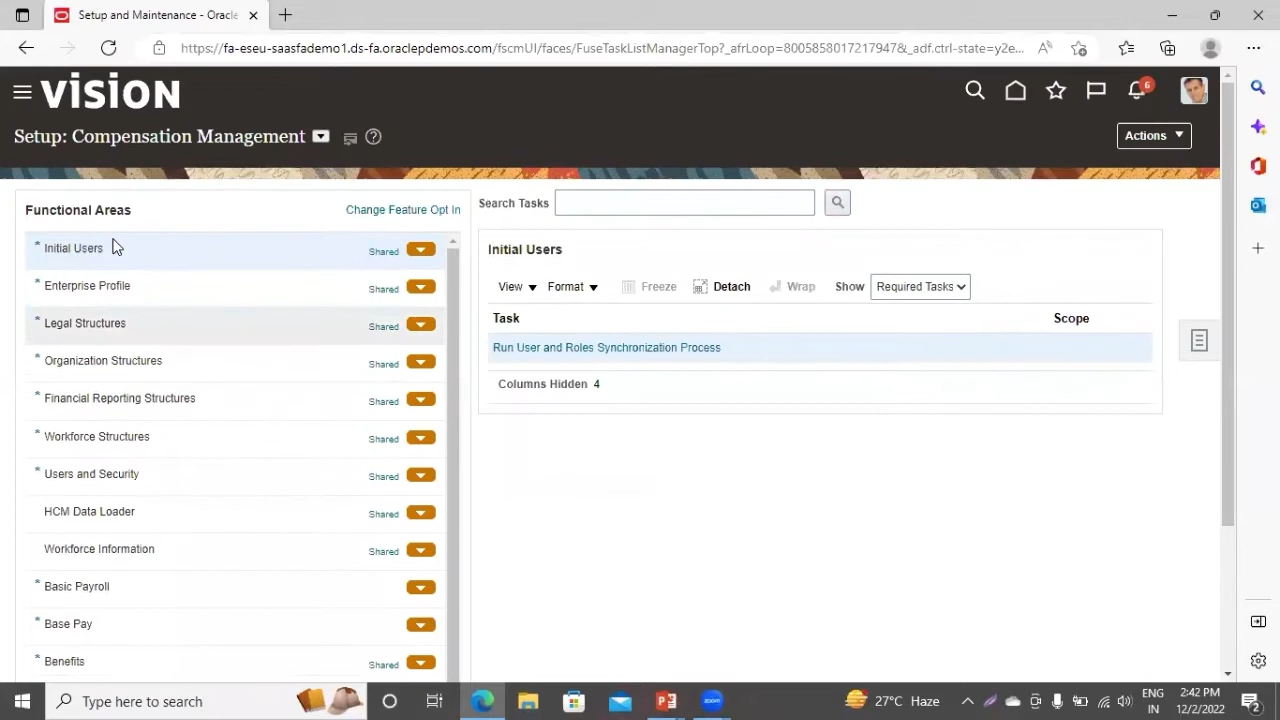 Setup and Maintenance - Oracle
https://fa-eseu-saasfademo1.ds-fa.oraclepdemos.com/fscmUI/faces/FuseTaskListManagerTop?_afrLoop=8005858017217947&_adf.ctrl-state=y2e...
VISION
6
Setup: Compensation Management
Actions
Functional Areas
Change Feature Opt In
Search Tasks
* Initial Users
Shared
* Enterprise Profile
Shared
* Legal Structures
Shared
* Organization Structures
Shared
* Financial Reporting Structures
Shared
* Workforce Structures
Shared
* Users and Security
Shared
HCM Data Loader
Shared
Workforce Information
Shared
* Basic Payroll
* Base Pay
* Benefits
Shared
Initial Users
View Format Freeze Detach Wrap Show Required Tasks
Task Scope
Run User and Roles Synchronization Process
Columns Hidden 4
Type here to search
27°C Haze
ENG
IN
2:42 PM
12/2/2022
2